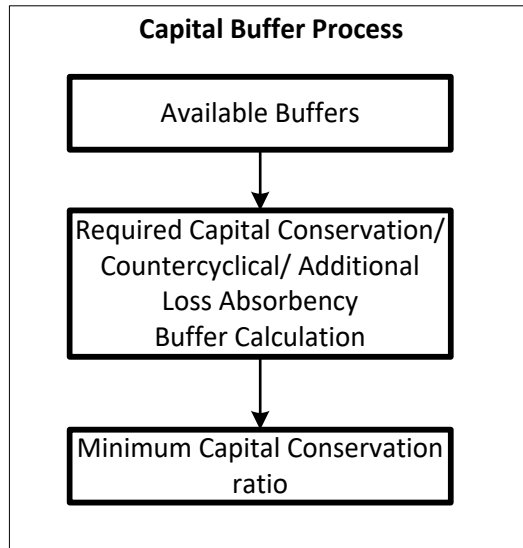 Capital Buffer Process
Available Buffers
Required Capital Conservation/
Countercyclical/ Additional
Loss Absorbency
Buffer Calculation
Minimum Capital Conservation
ratio